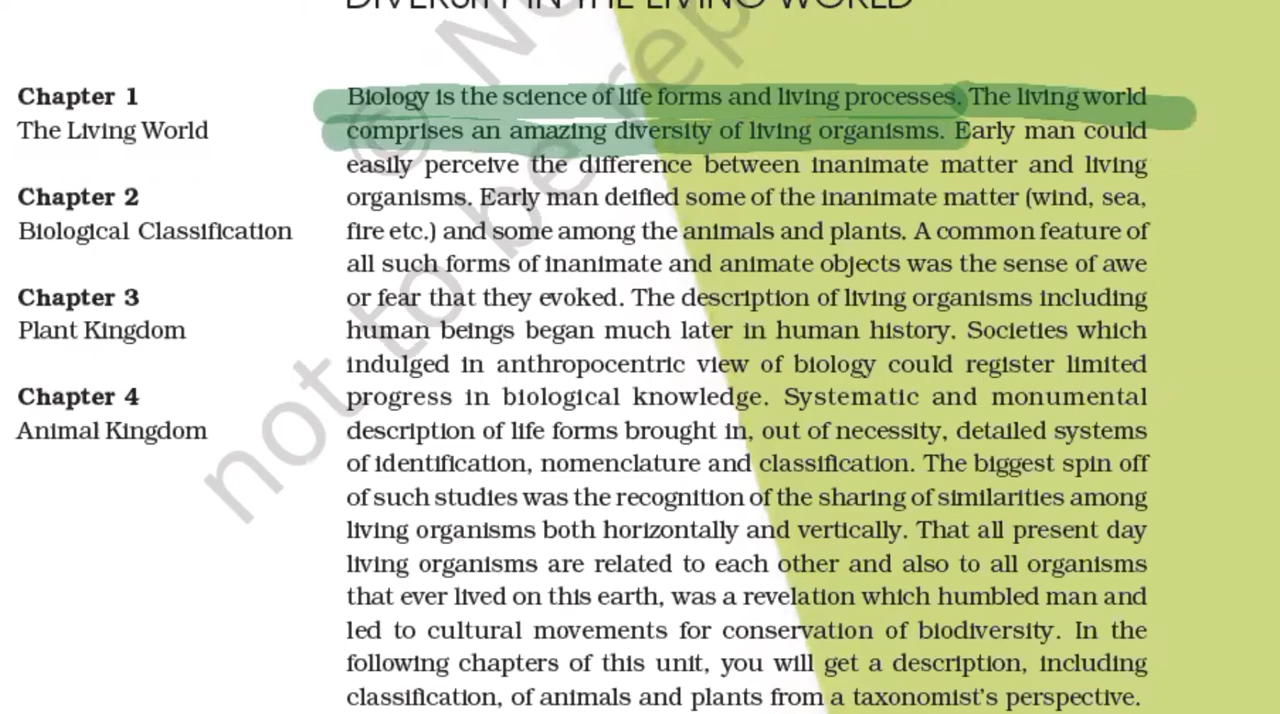 DIVERSITY IN THE LIVING WORLD
Chapter 1
The Living World
Chapter 2
Biological Classification
Chapter 3
Plant Kingdom
Chapter 4
Animal Kingdom
Biology is the science of life forms and living processes. The living world
comprises an amazing diversity of living organisms. Early man could
easily perceive the difference between inanimate matter and living
organisms. Early man deified some of the inanimate matter (wind, sea,
fire etc.) and some among the animals and plants. A common feature of
all such forms of inanimate and animate objects was the sense of awe
or fear that they evoked. The description of living organisms including
human beings began much later in human history. Societies which
indulged in anthropocentric view of biology could register limited
progress in biological knowledge. Systematic and monumental
description of life forms brought in, out of necessity, detailed systems
of identification, nomenclature and classification. The biggest spin off
of such studies was the recognition of the sharing of similarities among
living organisms both horizontally and vertically. That all present day
living organisms are related to each other and also to all organisms
that ever lived on this earth, was a revelation which humbled man and
led to cultural movements for conservation of biodiversity. In the
following chapters of this unit, you will get a description, including
classification, of animals and plants from a taxonomist's perspective.
© N
not to be rep